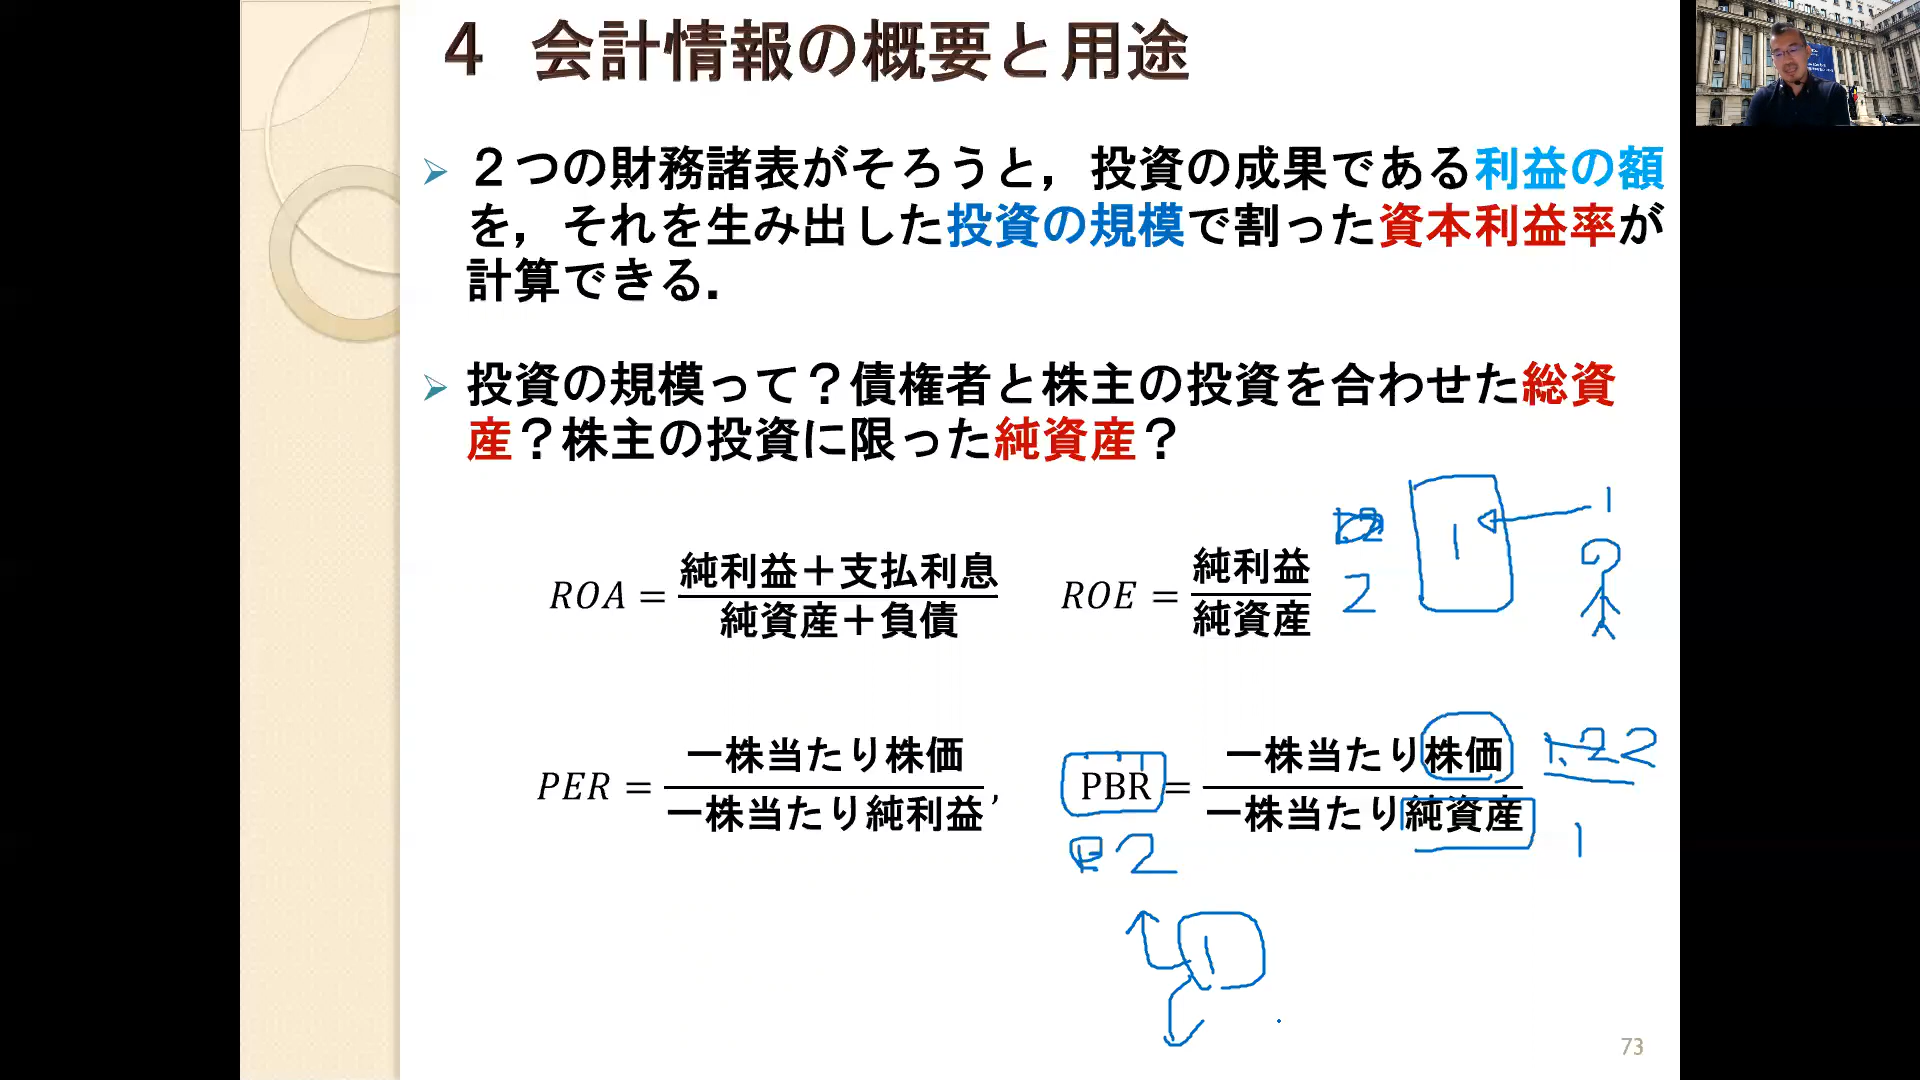 4　会計情報の概要と用途
２つの財務諸表がそろうと，投資の成果である利益の額
を，それを生み出した投資の規模で割った資本利益率が
計算できる．
投資の規模って？債権者と株主の投資を合わせた総資
産？株主の投資に限った純資産？
1
1
2
ROA = 純利益＋支払利息
純資産＋負債
ROE = 純利益
純資産
PER = 一株当たり株価
一株当たり純利益 ,
PBR = 一株当たり株価
一株当たり純資産
2
1
2
1
73